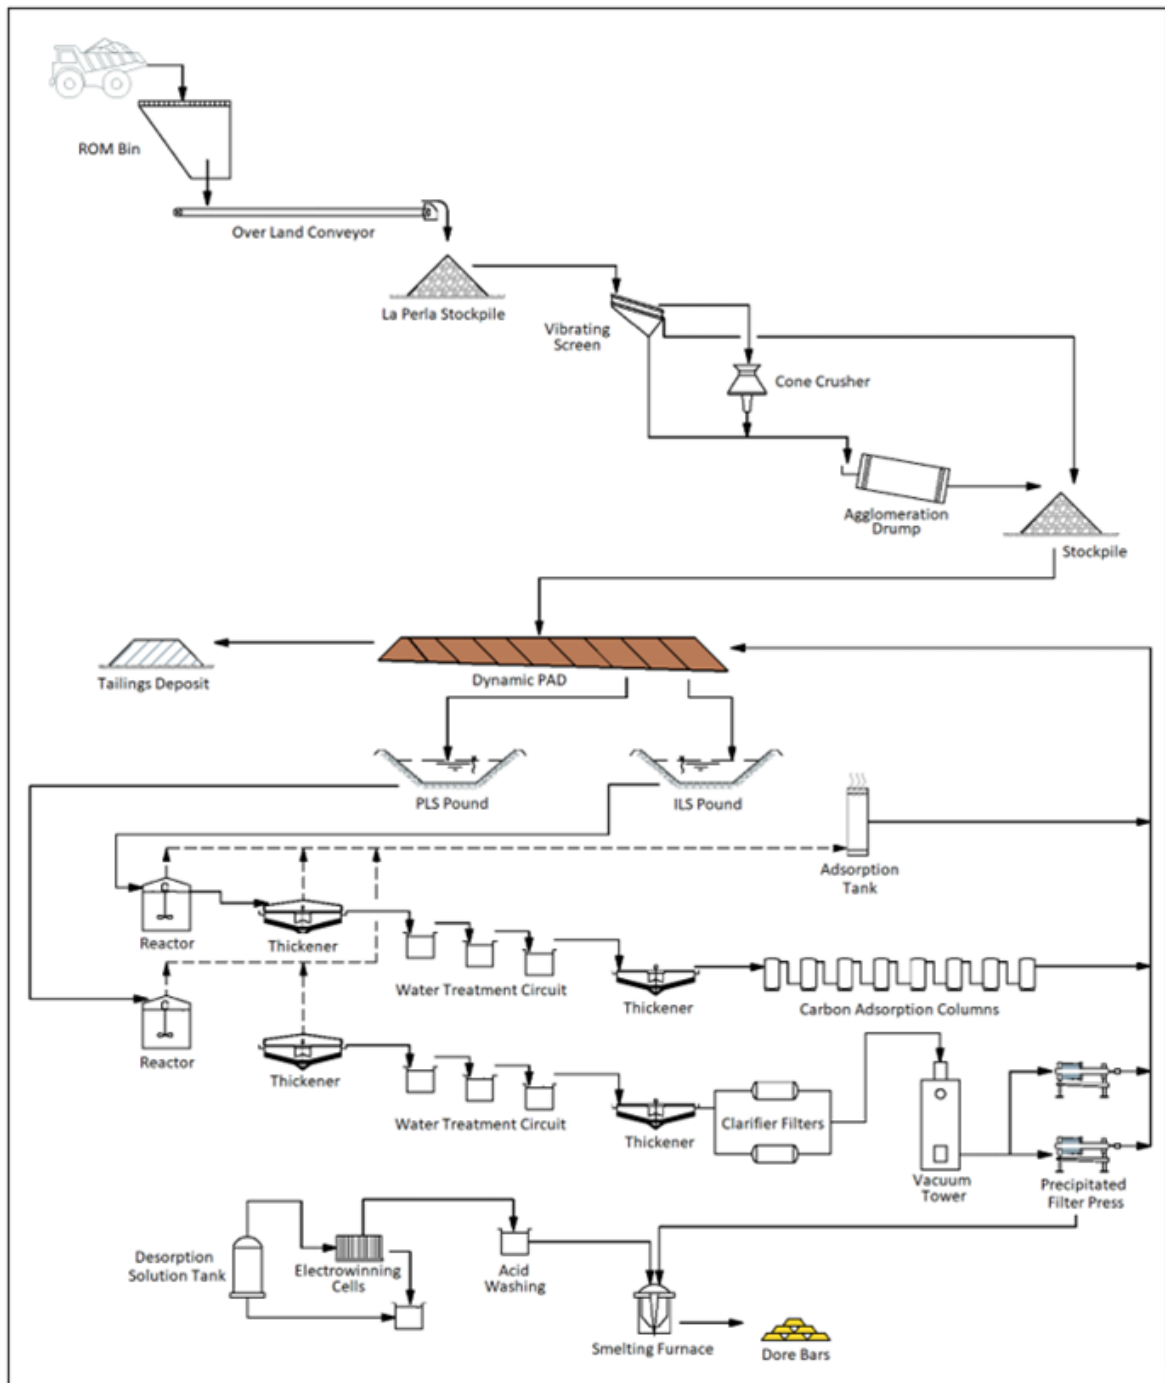 ROM Bin
Over Land Conveyor
La Perla Stockpile
Vibrating
Screen
Cone Crusher
Agglomeration
Drump
Stockpile
Tailings Deposit
Dynamic PAD
PLS Pound
ILS Pound
Adsorption
Tank
Reactor
Thickener
Water Treatment Circuit
Thickener
Carbon Adsorption Columns
Reactor
Thickener
Water Treatment Circuit
Thickener
Clarifier Filters
Vacuum
Tower
Precipitated
Filter Press
Desorption
Solution Tank
Electrowinning
Cells
Acid
Washing
Smelting Furnace
Dore Bars